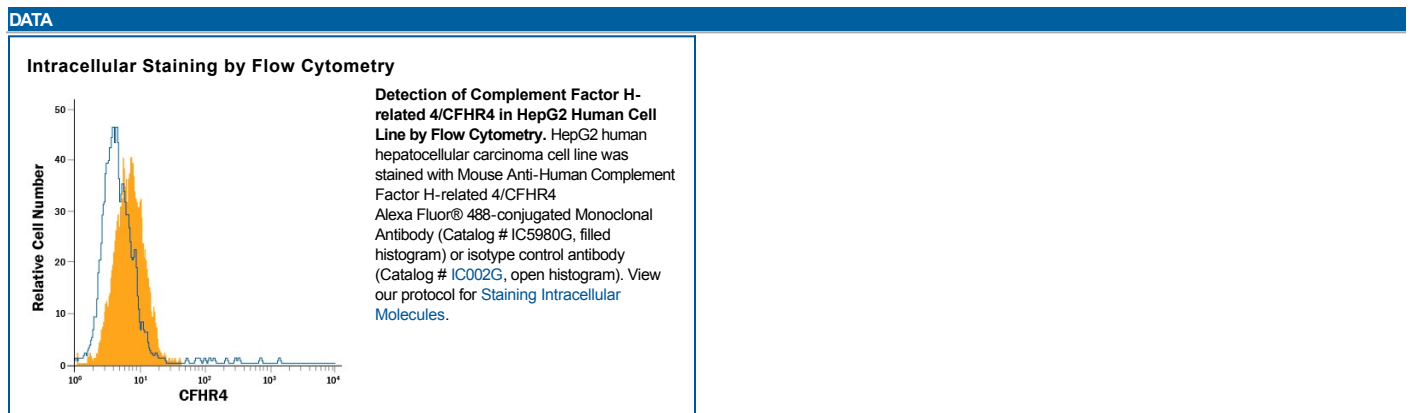 DATA
Intracellular Staining by Flow Cytometry
50
40
30
20
10
0
Relative Cell Number
10⁰ 10¹ 10² 10³ 10⁴
CFHR4
Detection of Complement Factor H-
related 4/CFHR4 in HepG2 Human Cell
Line by Flow Cytometry. HepG2 human
hepatocellular carcinoma cell line was
stained with Mouse Anti-Human Complement
Factor H-related 4/CFHR4
Alexa Fluor® 488-conjugated Monoclonal
Antibody (Catalog # IC5980G, filled
histogram) or isotype control antibody
(Catalog # IC002G, open histogram). View
our protocol for Staining Intracellular
Molecules.